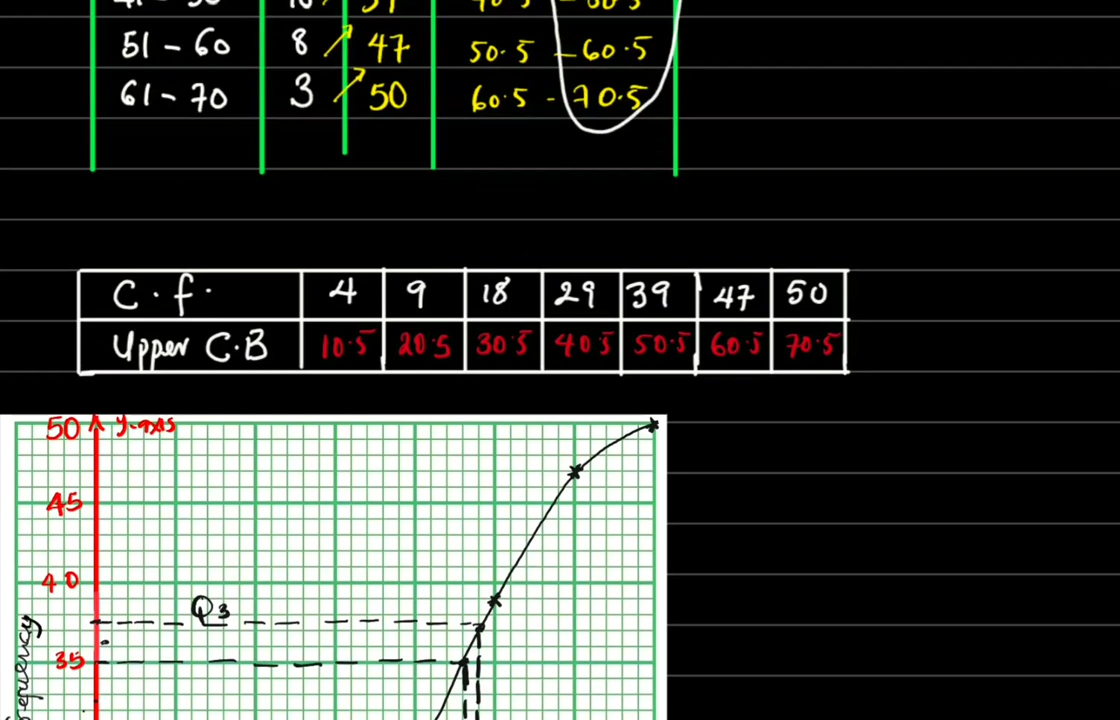 51 - 60 8 47 50.5 - 60.5
61 - 70 3 50 60.5 - 70.5
C.f. 4 9 18 29 39 47 50
Upper C.B 10.5 20.5 30.5 40.5 50.5 60.5 70.5
50 y-axis
45
40
Q3
35